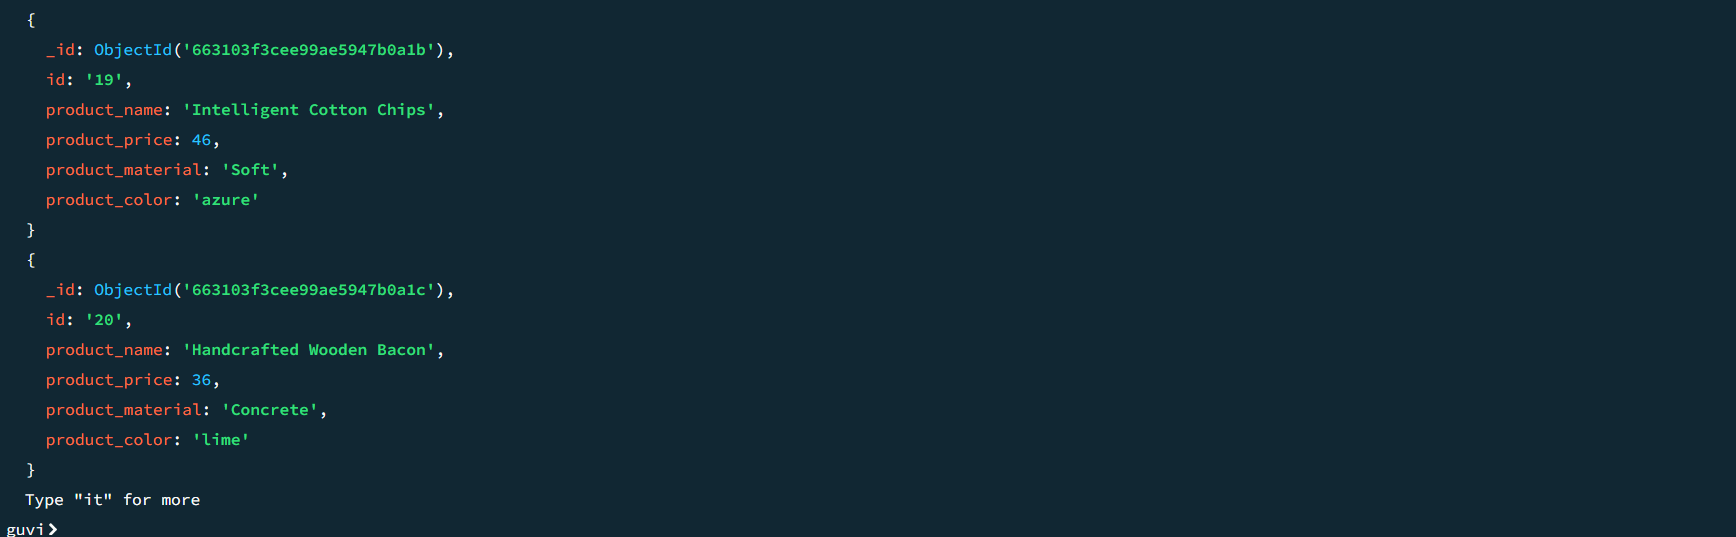 {
_id: ObjectId('663103f3cee99ae5947b0a1b'),
id: '19',
product_name: 'Intelligent Cotton Chips',
product_price: 46,
product_material: 'Soft',
product_color: 'azure'
}
{
_id: ObjectId('663103f3cee99ae5947b0a1c'),
id: '20',
product_name: 'Handcrafted Wooden Bacon',
product_price: 36,
product_material: 'Concrete',
product_color: 'lime'
}
Type "it" for more
guvi>